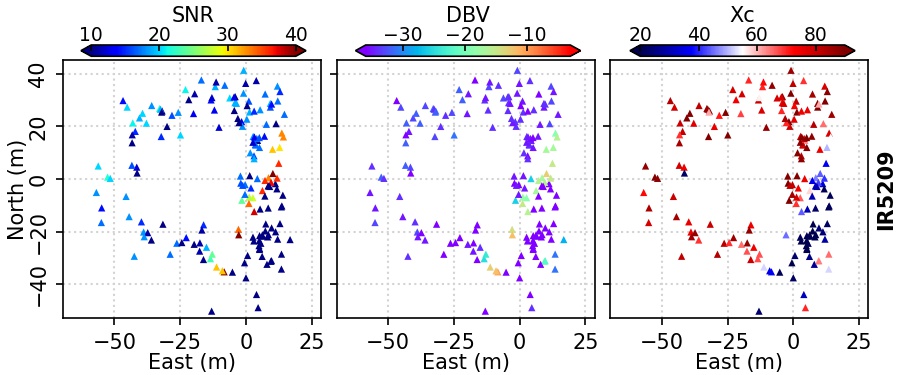 SNR DBV Xc
10 20 30 40 −30 −20 −10 20 40 60 80
40
20
0
−20
−40
North (m)
IR5209
−50 −25 0 25 −50 −25 0 25 −50 −25 0 25
East (m) East (m) East (m)